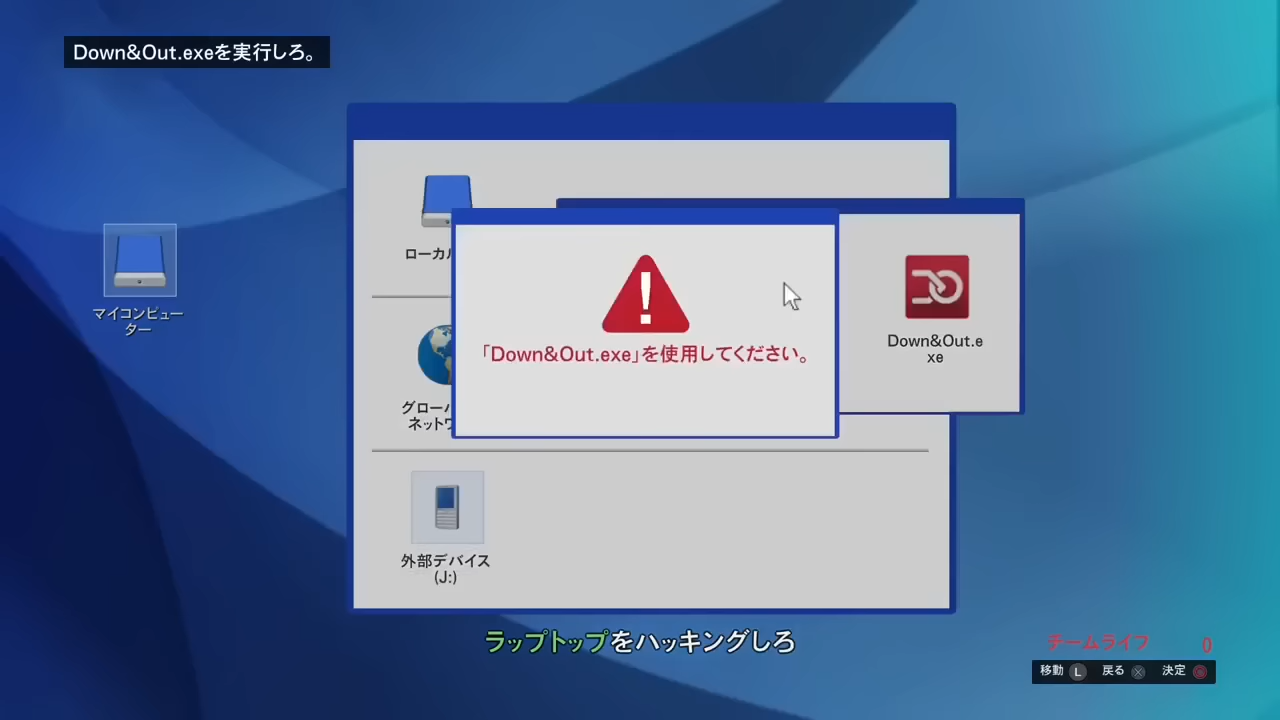 Down&Out.exeを実行しろ。
マイコンピュー
ター
ローカル
グローバ
ネットワ
外部デバイス
(J:)
!
「Down&Out.exe」を使用してください。
Down&Out.e
xe
ラップトップをハッキングしろ
チームライフ 0
移動 L 戻る 決定